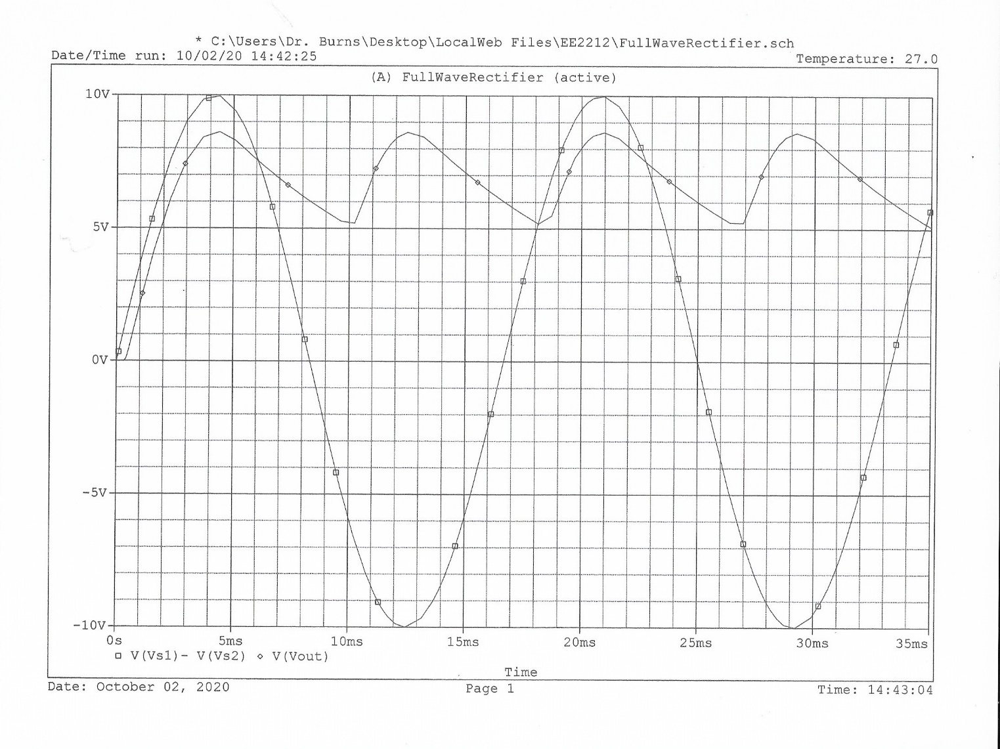 * C:\Users\Dr. Burns\Desktop\LocalWeb Files\EE2212\FullWaveRectifier.sch
Date/Time run: 10/02/20 14:42:25
Temperature: 27.0
(A) FullWaveRectifier (active)
10V
5V
0V
-5V
-10V
0s 5ms 10ms 15ms 20ms 25ms 30ms 35ms
V(Vs1)- V(Vs2) V(Vout)
Time
Date: October 02, 2020 Page 1 Time: 14:43:04